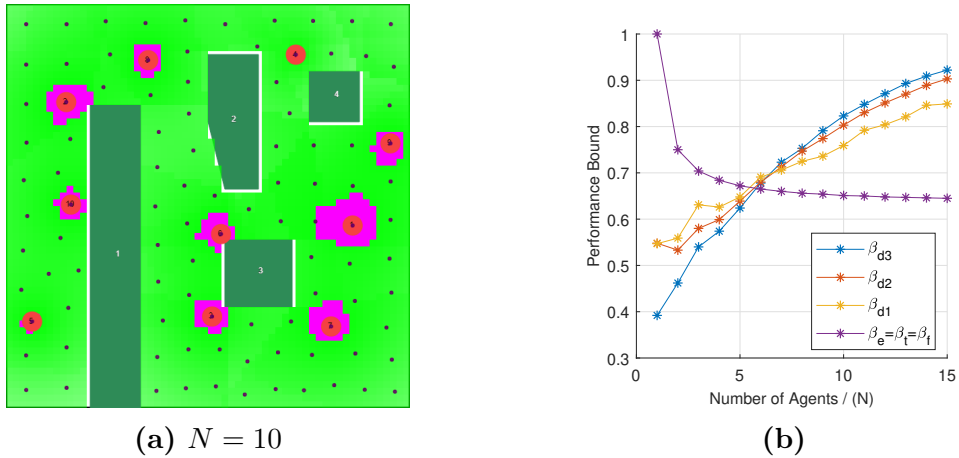 2
4
1
3
10
(a) N = 10
Performance Bound
1
0.9
0.8
0.7
0.6
0.5
0.4
0.3
0
5
10
15
β_d3
β_d2
β_d1
β_e=β_t=β_f
Number of Agents / (N)
(b)